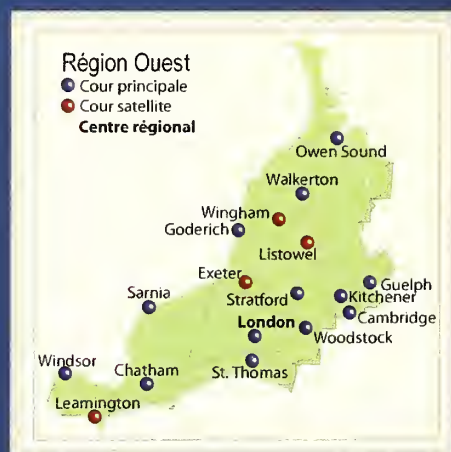 Région Ouest
Cour principale
Cour satellite
Centre régional
Owen Sound
Walkerton
Wingham
Goderich
Listowel
Exeter
Guelph
Sarnia
Stratford
Kitchener
Cambridge
London
Woodstock
Windsor
Chatham
St. Thomas
Leamington